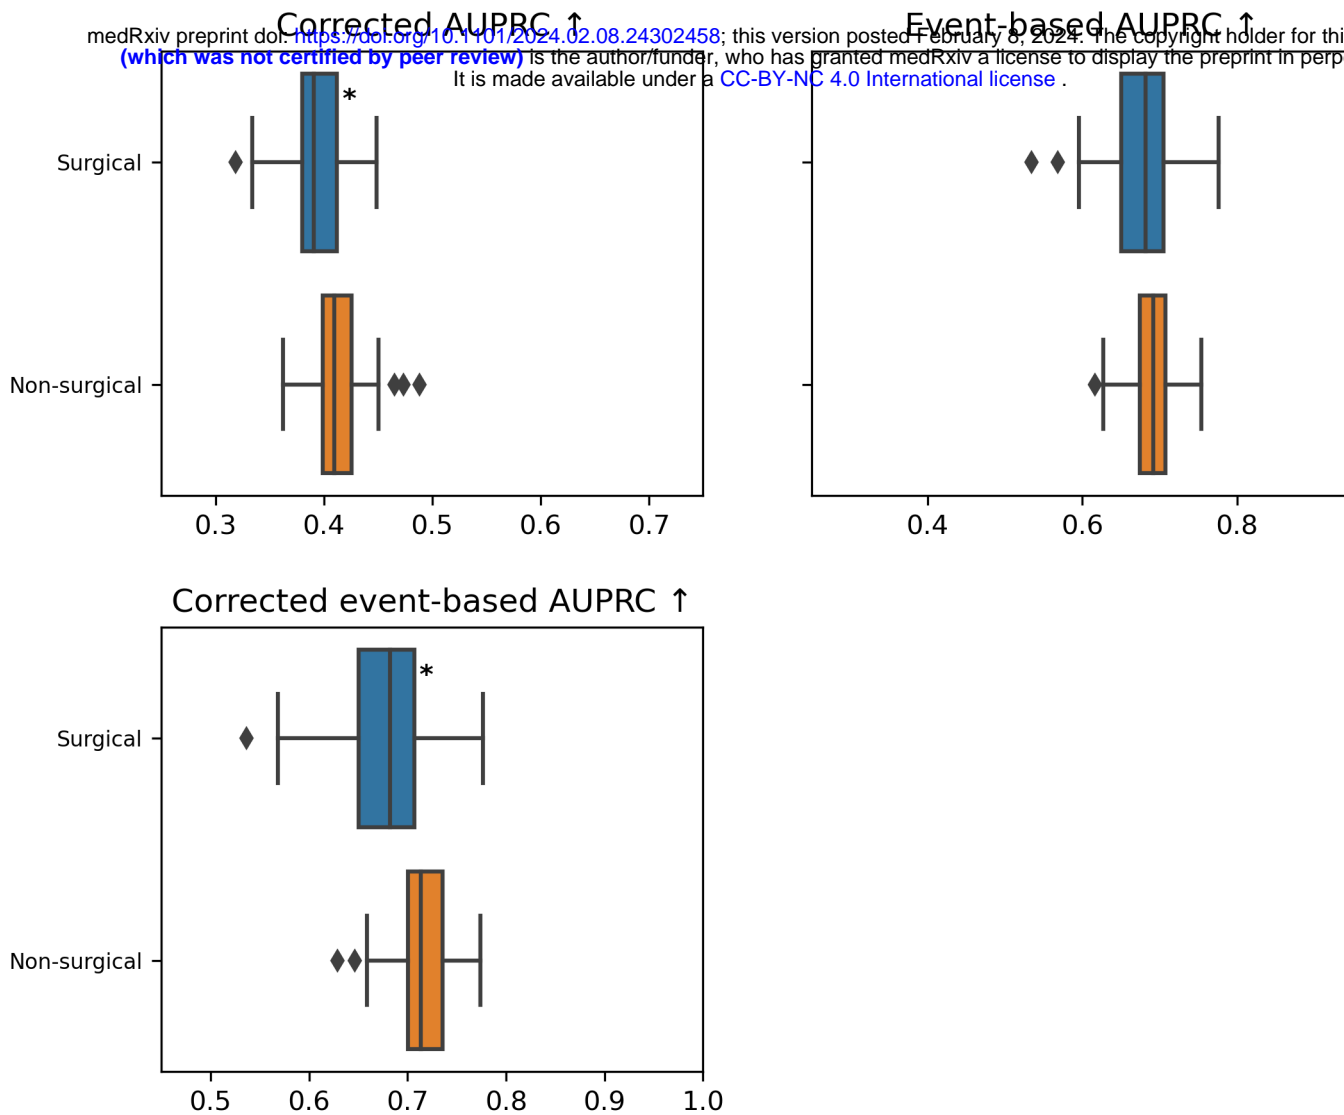 Corrected AUPRC ↑
Event-based AUPRC ↑
medRxiv preprint doi: https://doi.org/10.1101/2024.02.08.24302458; this version posted February 8, 2024. The copyright holder for thi
(which was not certified by peer review) is the author/funder, who has granted medRxiv a license to display the preprint in perp
It is made available under a CC-BY-NC 4.0 International license .
*
Surgical
Non-surgical
0.3 0.4 0.5 0.6 0.7
0.4 0.6 0.8
Corrected event-based AUPRC ↑
*
Surgical
Non-surgical
0.5 0.6 0.7 0.8 0.9 1.0